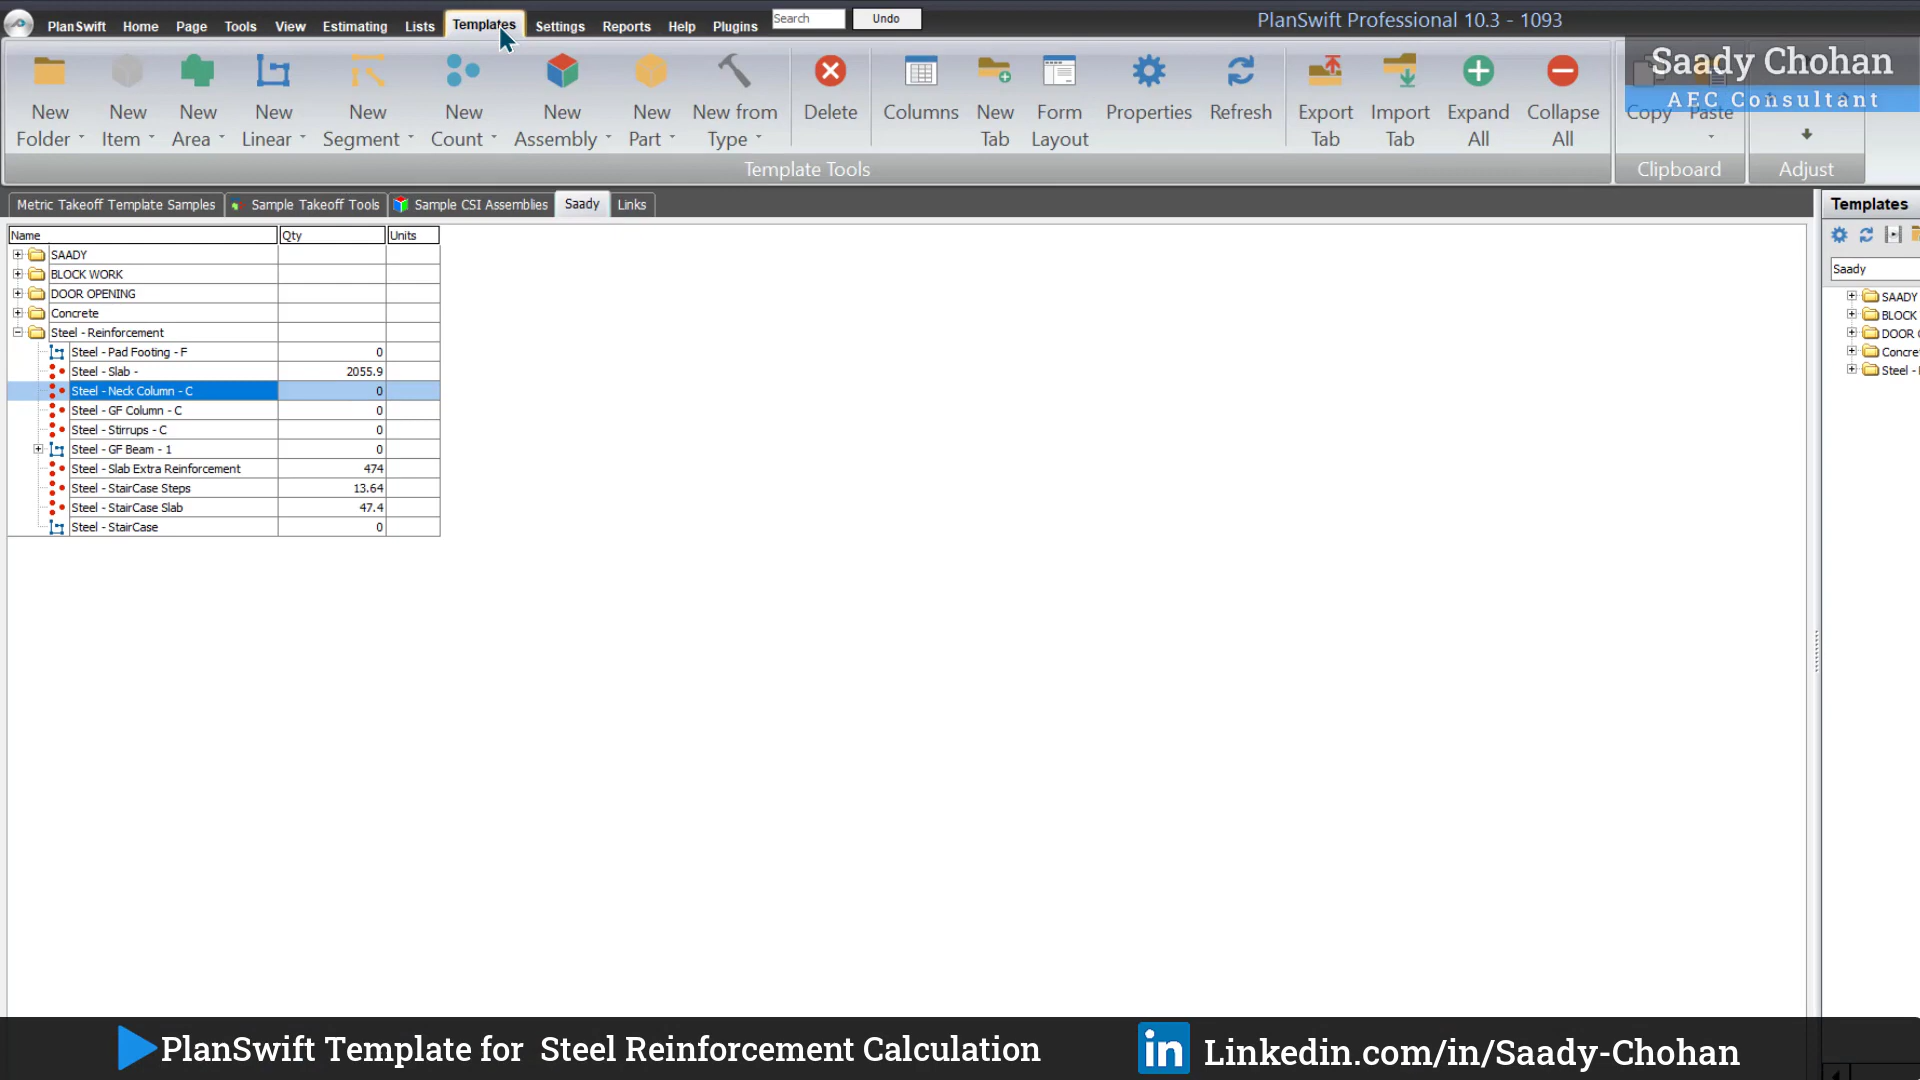 PlanSwift Home Page Tools View Estimating Lists Templates Settings Reports Help Plugins Search Undo
PlanSwift Professional 10.3 - 1093
Saady Chohan
AEC Consultant
New Folder
New Item
New Area
New Linear
New Segment
New Count
New Assembly
New Part
New from Type
Delete
Columns
New Tab
Form Layout
Properties
Refresh
Export Tab
Import Tab
Expand All
Collapse All
Copy
Paste
Template Tools
Clipboard
Adjust
Metric Takeoff Template Samples
Sample Takeoff Tools
Sample CSI Assemblies
Saady
Links
Name Qty Units
SAADY
BLOCK WORK
DOOR OPENING
Concrete
Steel - Reinforcement
Steel - Pad Footing - F 0
Steel - Slab - 2055.9
Steel - Neck Column - C 0
Steel - GF Column - C 0
Steel - Stirrups - C 0
Steel - GF Beam - 1 0
Steel - Slab Extra Reinforcement 474
Steel - StairCase Steps 13.64
Steel - StairCase Slab 47.4
Steel - StairCase 0
Templates
Saady
SAADY
BLOCK
DOOR
Concre
Steel -
PlanSwift Template for Steel Reinforcement Calculation
in Linkedin.com/in/Saady-Chohan